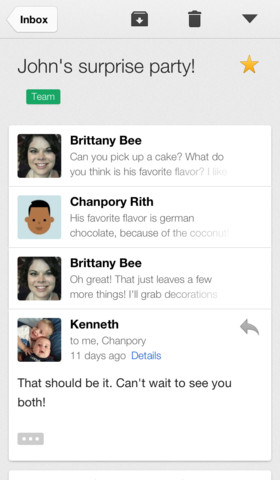 Inbox
John's surprise party!
Team
Brittany Bee
Can you pick up a cake? What do
you think is his favorite flavor? I like
Chanpory Rith
His favorite flavor is german
chocolate, because of the coconut
Brittany Bee
Oh great! That just leaves a few
more things! I'll grab decorations
Kenneth
to me, Chanpory
11 days ago Details
That should be it. Can't wait to see you
both!